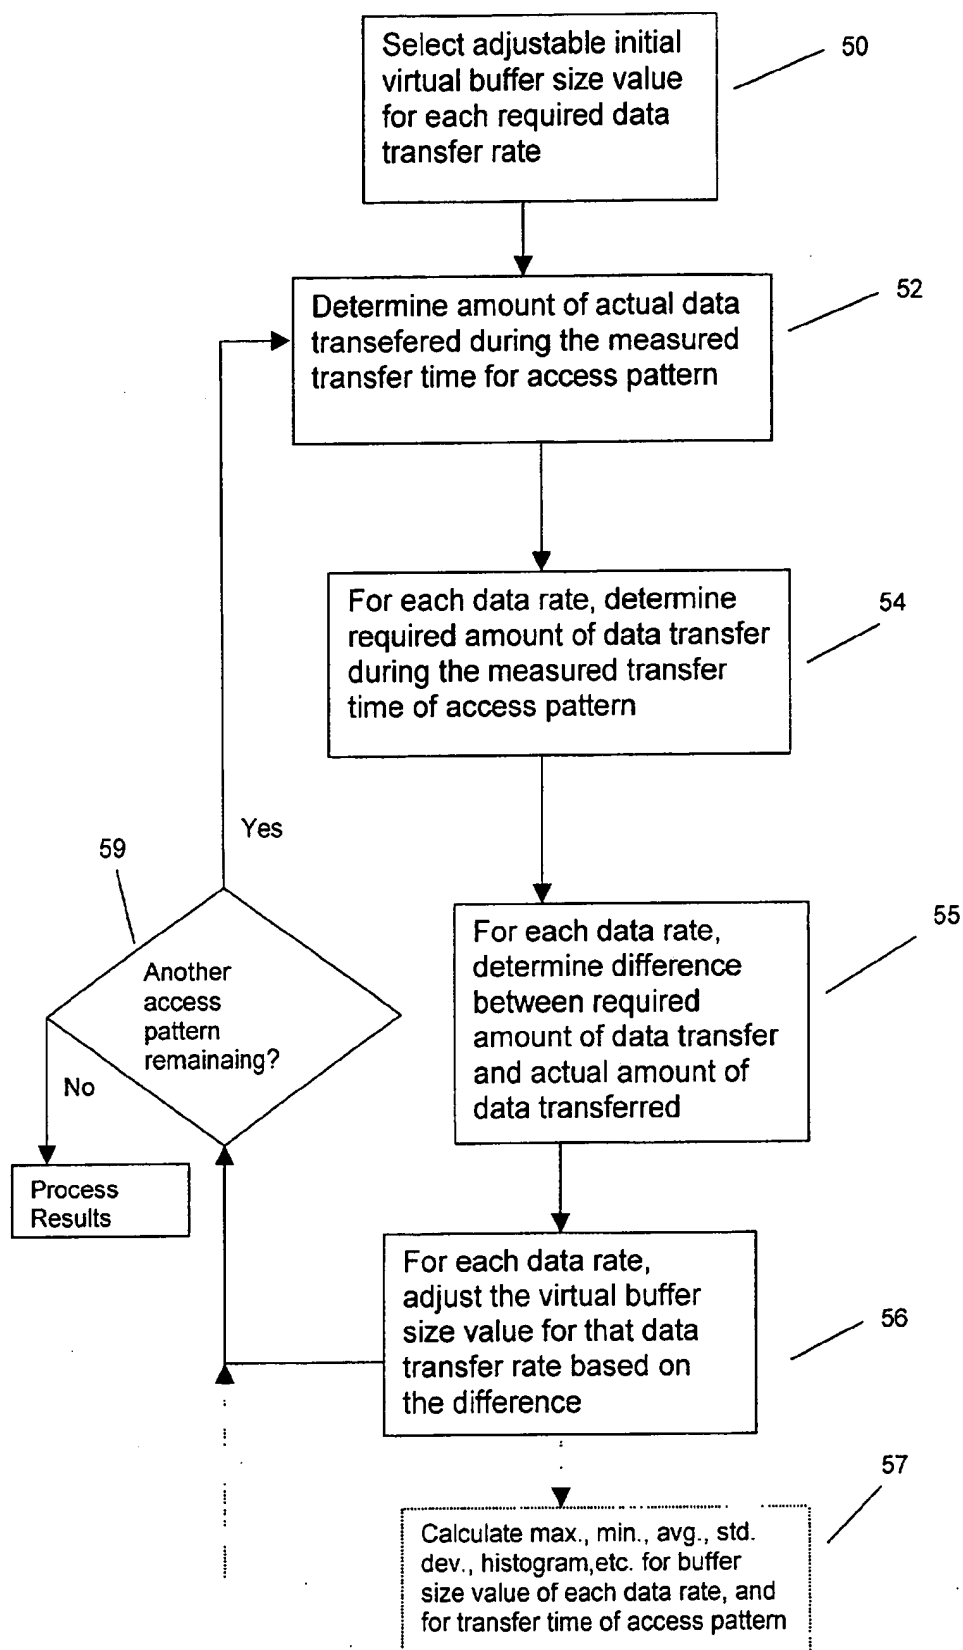 Select adjustable initial
virtual buffer size value
for each required data
transfer rate
50
Determine amount of actual data
transefered during the measured
transfer time for access pattern
52
For each data rate, determine
required amount of data transfer
during the measured transfer
time of access pattern
54
For each data rate,
determine difference
between required
amount of data transfer
and actual amount of
data transferred
55
For each data rate,
adjust the virtual buffer
size value for that data
transfer rate based on
the difference
56
Calculate max., min., avg., std.
dev., histogram,etc. for buffer
size value of each data rate, and
for transfer time of access pattern
57
59
Another
access
pattern
remainaing?
Yes
No
Process
Results